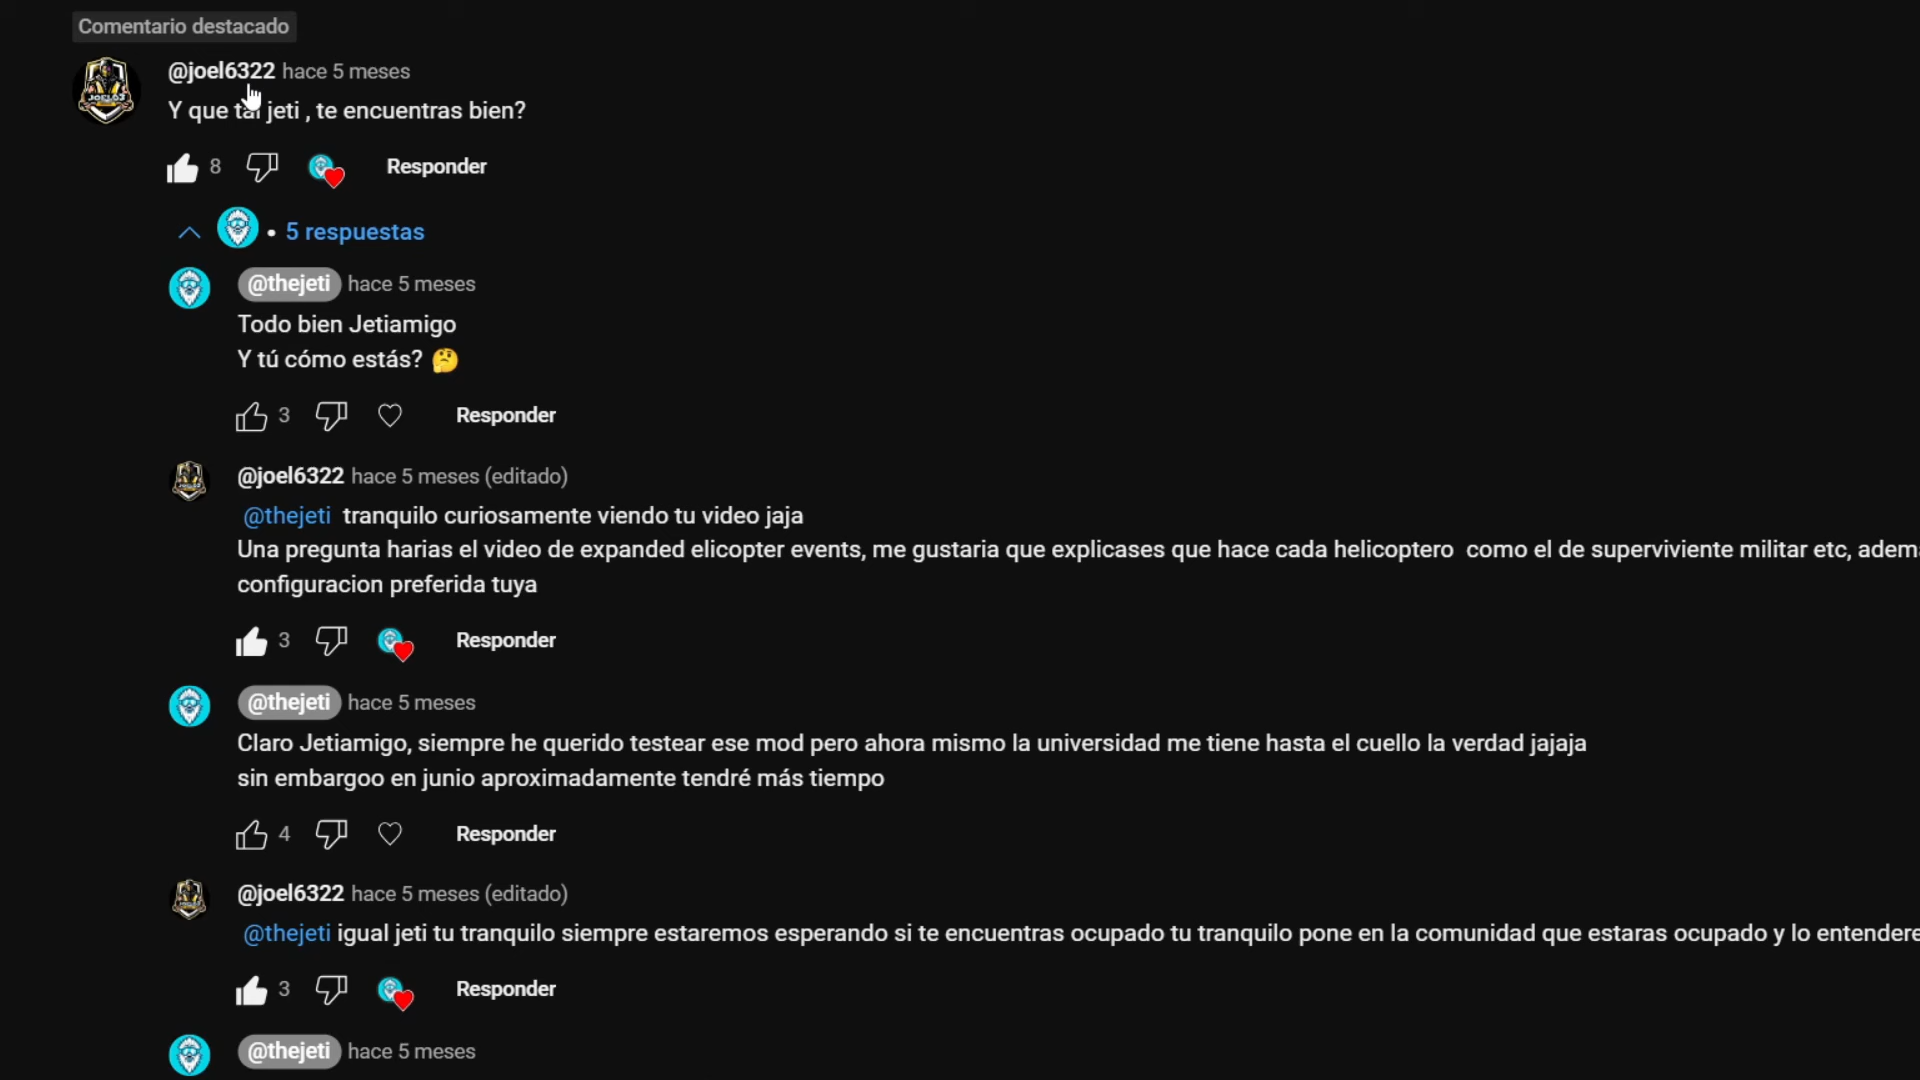 Comentario destacado
@joel6322 hace 5 meses
Y que tal jeti , te encuentras bien?
8 Responder
• 5 respuestas
@thejeti hace 5 meses
Todo bien Jetiamigo
Y tú cómo estás? 🤔
3 Responder
@joel6322 hace 5 meses (editado)
@thejeti tranquilo curiosamente viendo tu video jaja
Una pregunta harias el video de expanded elicopter events, me gustaria que explicases que hace cada helicoptero como el de superviviente militar etc, adem
configuracion preferida tuya
3 Responder
@thejeti hace 5 meses
Claro Jetiamigo, siempre he querido testear ese mod pero ahora mismo la universidad me tiene hasta el cuello la verdad jajaja
sin embargoo en junio aproximadamente tendré más tiempo
4 Responder
@joel6322 hace 5 meses (editado)
@thejeti igual jeti tu tranquilo siempre estaremos esperando si te encuentras ocupado tu tranquilo pone en la comunidad que estaras ocupado y lo entendere
3 Responder
@thejeti hace 5 meses